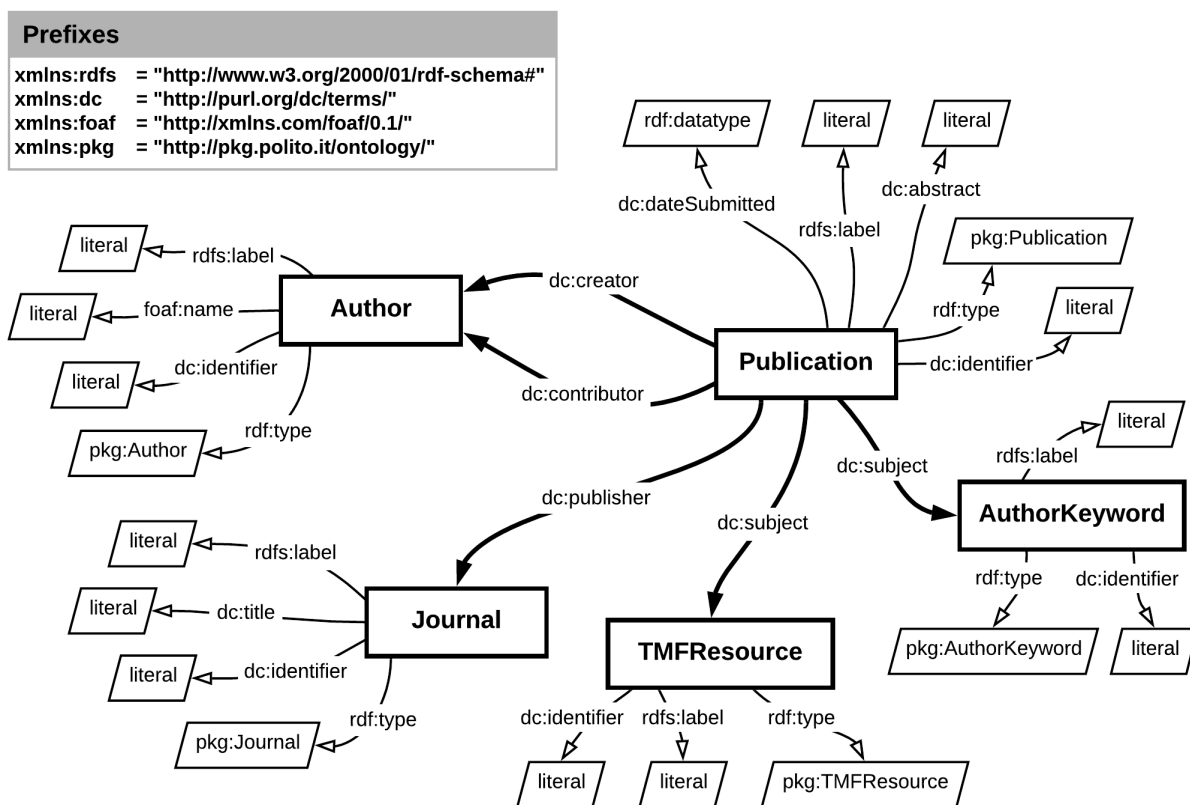 Prefixes
xmlns:rdfs = "http://www.w3.org/2000/01/rdf-schema#"
xmlns:dc = "http://purl.org/dc/terms/"
xmlns:foaf = "http://xmlns.com/foaf/0.1/"
xmlns:pkg = "http://pkg.polito.it/ontology/"
rdf:datatype
literal
literal
dc:dateSubmitted
rdfs:label
dc:abstract
pkg:Publication
rdf:type
literal
dc:identifier
Publication
literal
rdfs:label
literal
foaf:name
literal
dc:identifier
pkg:Author
rdf:type
Author
dc:creator
dc:contributor
dc:publisher
dc:subject
dc:subject
literal
rdfs:label
AuthorKeyword
rdf:type
dc:identifier
pkg:AuthorKeyword
literal
literal
rdfs:label
literal
dc:title
literal
dc:identifier
pkg:Journal
rdf:type
Journal
TMFResource
dc:identifier
rdfs:label
rdf:type
literal
literal
pkg:TMFResource